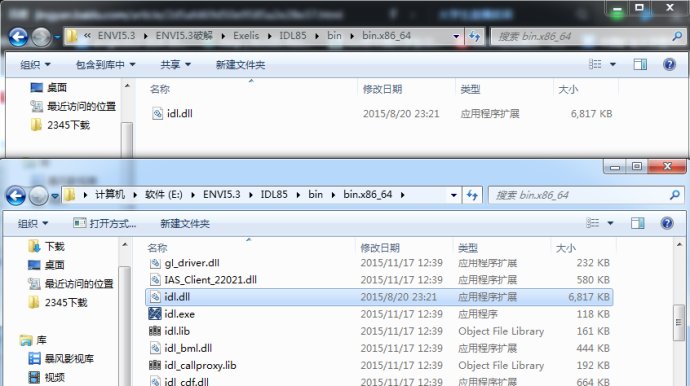 « ENVI5.3 ▸ ENVI5.3破解 ▸ Exelis ▸ IDL85 ▸ bin ▸ bin.x86_64
搜索 bin.x86_64
组织 包含到库中 共享 新建文件夹
桌面
最近访问的位置
2345下载
名称 修改日期 类型 大小
idl.dll 2015/8/20 23:21 应用程序扩展 6,817 KB
计算机 ▸ 软件 (E:) ▸ ENVI5.3 ▸ IDL85 ▸ bin ▸ bin.x86_64 ▸
搜索 bin.x86_64
组织 打开方式... 新建文件夹
下载
桌面
最近访问的位置
2345下载
库
暴风影视库
视频
名称 修改日期 类型 大小
gl_driver.dll 2015/11/17 12:39 应用程序扩展 232 KB
IAS_Client_22021.dll 2015/11/17 12:39 应用程序扩展 580 KB
idl.dll 2015/8/20 23:21 应用程序扩展 6,817 KB
idl.exe 2015/11/17 12:39 应用程序 118 KB
idl.lib 2015/11/17 12:39 Object File Library 161 KB
idl_bml.dll 2015/11/17 12:39 应用程序扩展 444 KB
idl_callproxy.lib 2015/11/17 12:39 Object File Library 192 KB
idl_cdf.dll 2015/11/17 12:39 应用程序扩展 664 KB